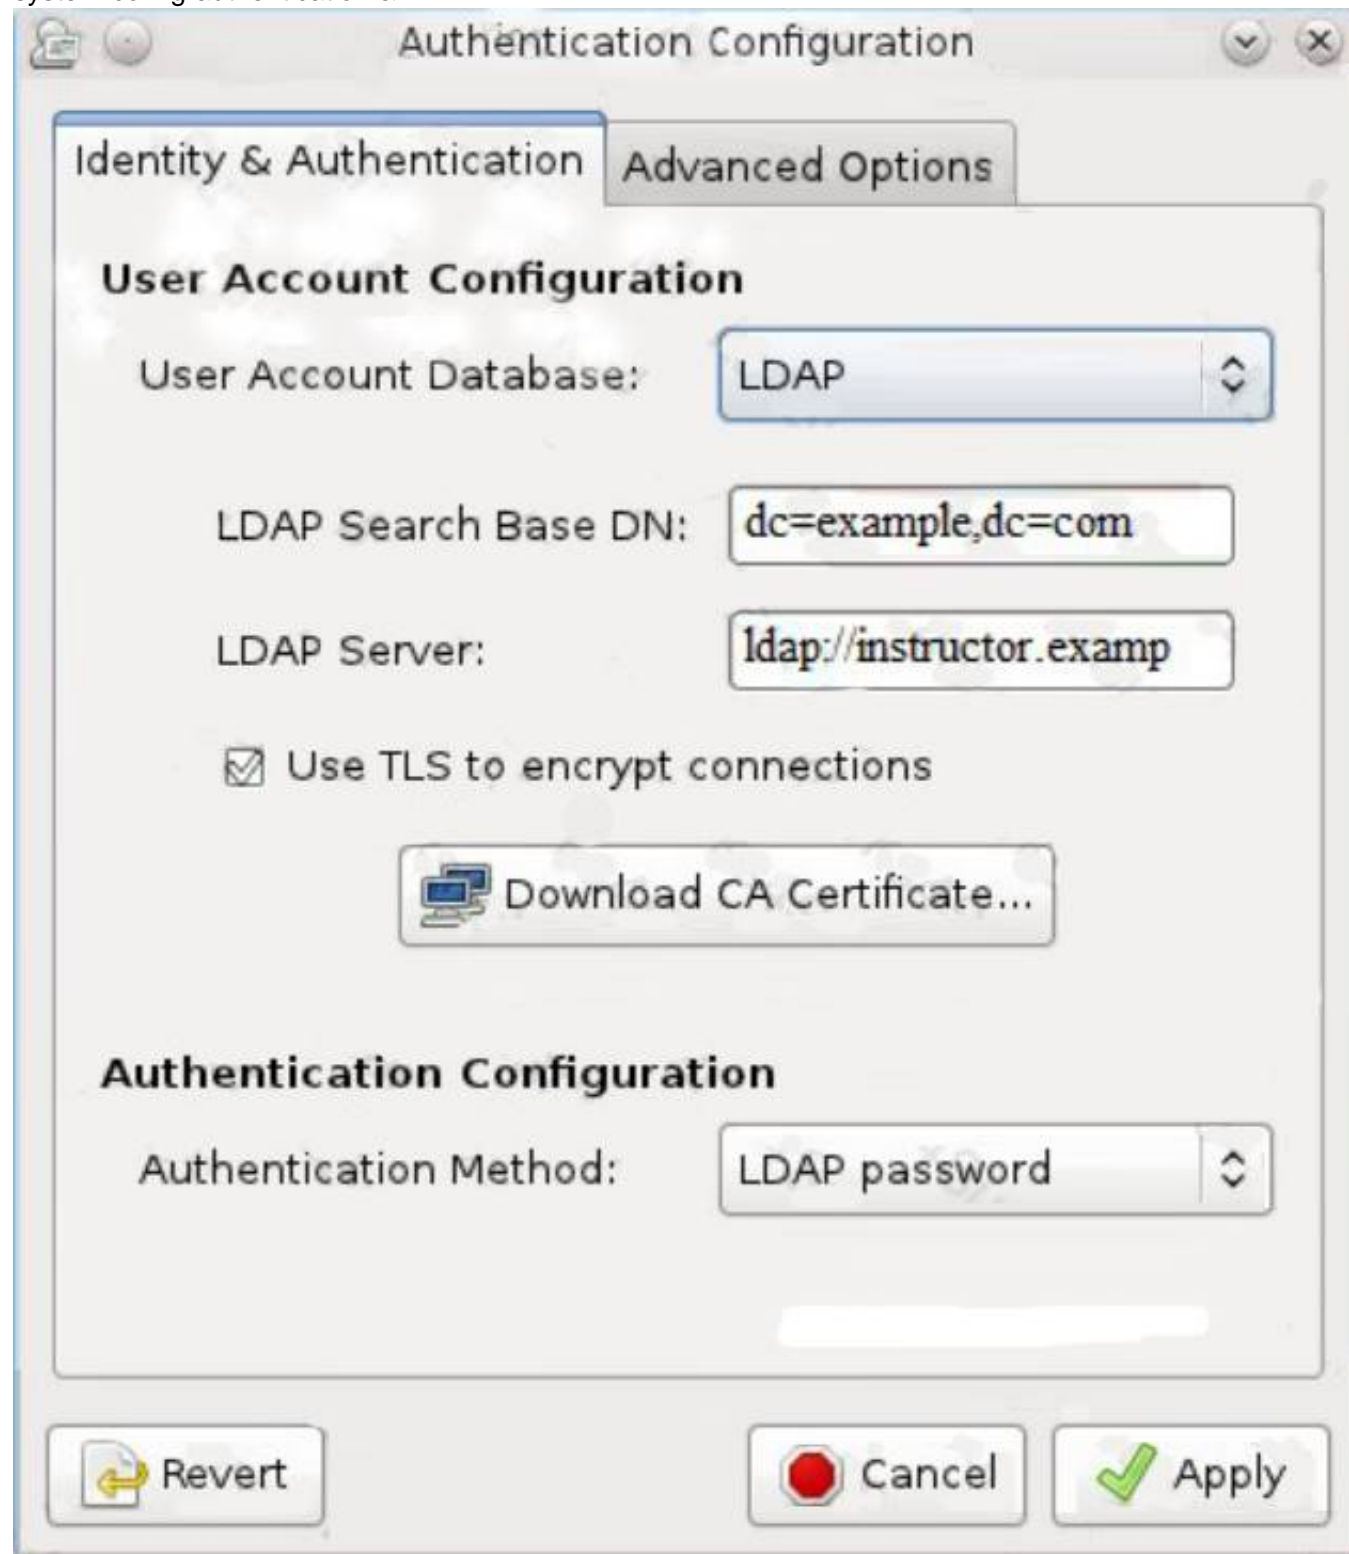 Authentication Configuration
Identity & Authentication
Advanced Options
User Account Configuration
User Account Database: LDAP
LDAP Search Base DN: dc=example,dc=com
LDAP Server: ldap://instructor.examp
Use TLS to encrypt connections
Download CA Certificate...
Authentication Configuration
Authentication Method: LDAP password
Revert Cancel Apply